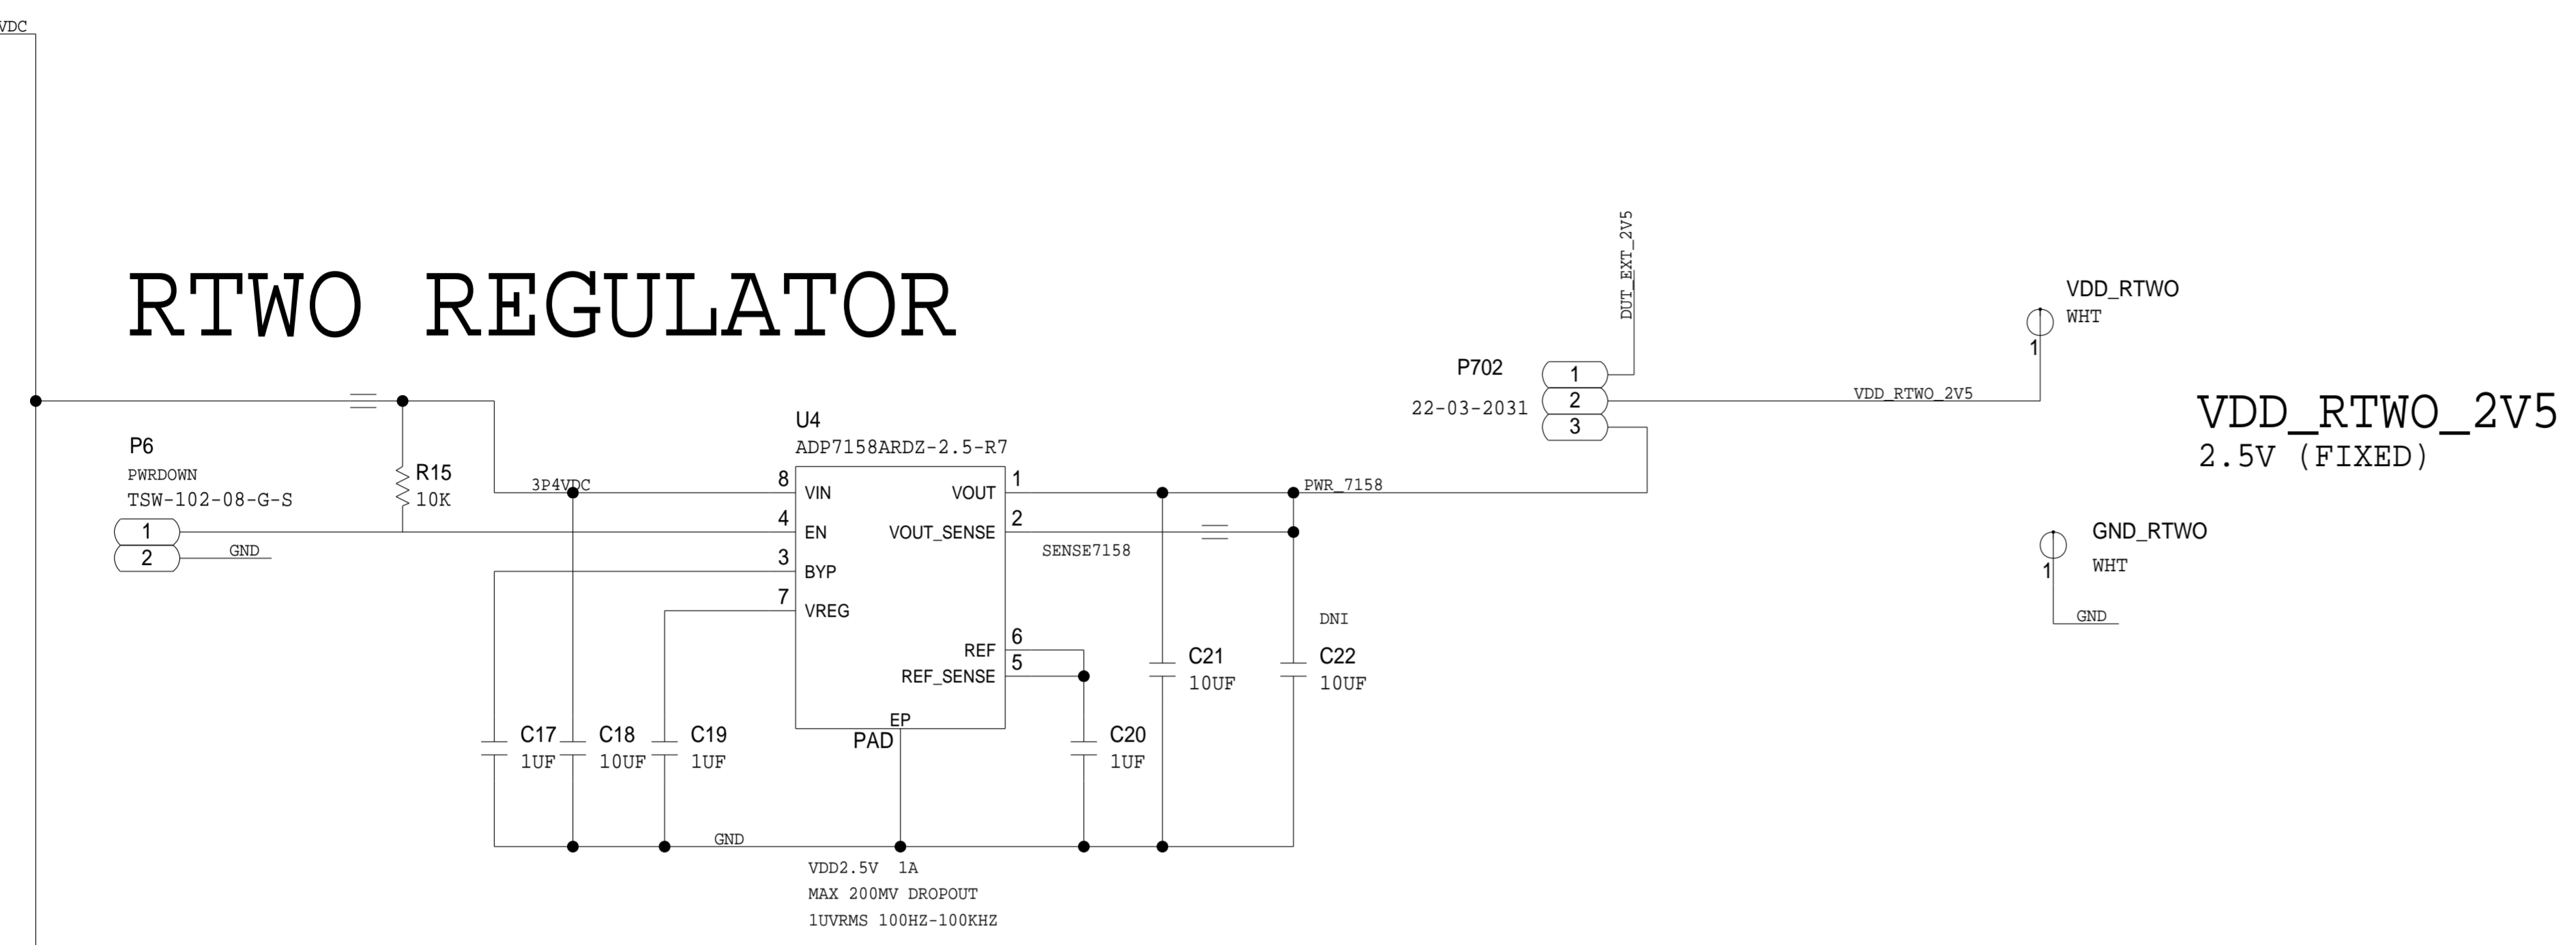 VDC
RTWO REGULATOR
P6
PWRDOWN
TSW-102-08-G-S
1
2
GND
R15
10K
3P4VDC
U4
ADP7158ARDZ-2.5-R7
8
VIN
4
EN
3
BYP
7
VREG
VOUT
1
VOUT_SENSE
2
REF
6
REF_SENSE
5
EP
PAD
PWR_7158
SENSE7158
C17
1UF
C18
10UF
C19
1UF
C20
1UF
C21
10UF
DNI
C22
10UF
GND
VDD2.5V 1A
MAX 200MV DROPOUT
1UVRMS 100HZ-100KHZ
DUT_EXT_2V5
P702
22-03-2031
1
2
3
VDD_RTWO_2V5
VDD_RTWO
WHT
1
VDD_RTWO_2V5
2.5V (FIXED)
GND_RTWO
WHT
1
GND